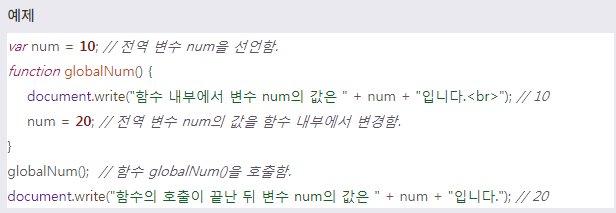 예제
var num = 10; // 전역 변수 num을 선언함.
function globalNum() {
document.write("함수 내부에서 변수 num의 값은 " + num + "입니다.<br>"); // 10
num = 20; // 전역 변수 num의 값을 함수 내부에서 변경함.
}
globalNum(); // 함수 globalNum()을 호출함.
document.write("함수의 호출이 끝난 뒤 변수 num의 값은 " + num + "입니다."); // 20